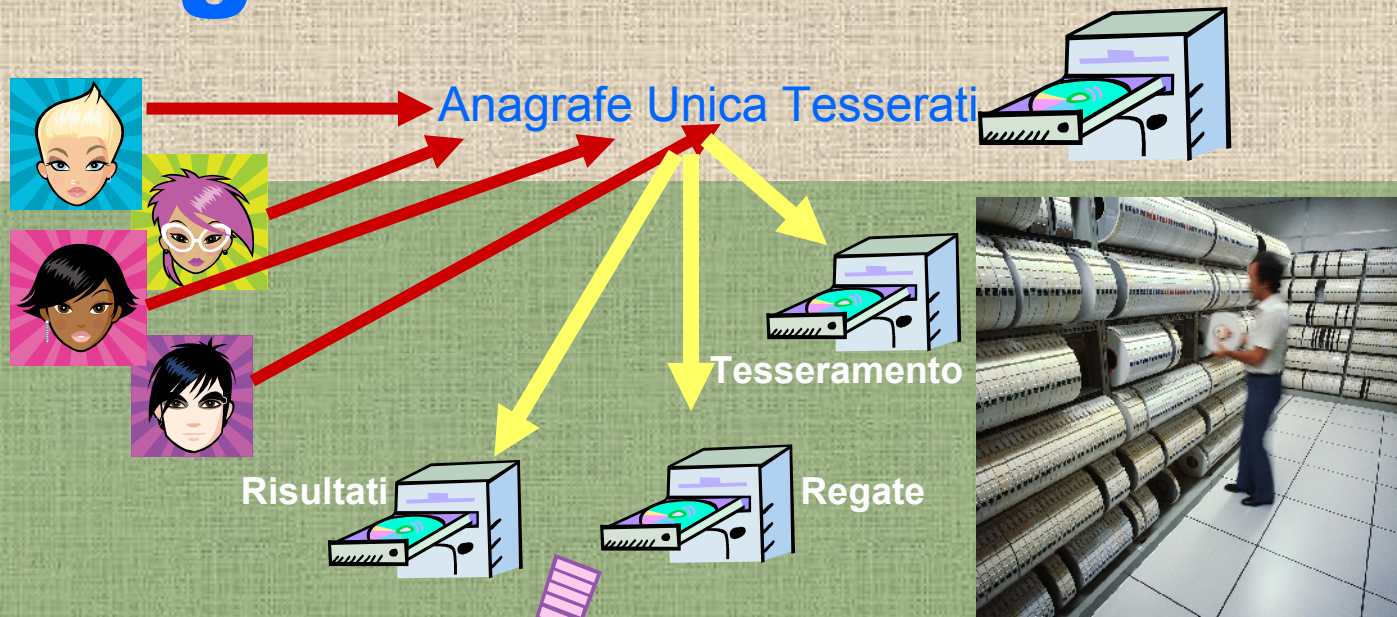 Anagrafe Unica Tesserati
Tesseramento
Risultati
Regate